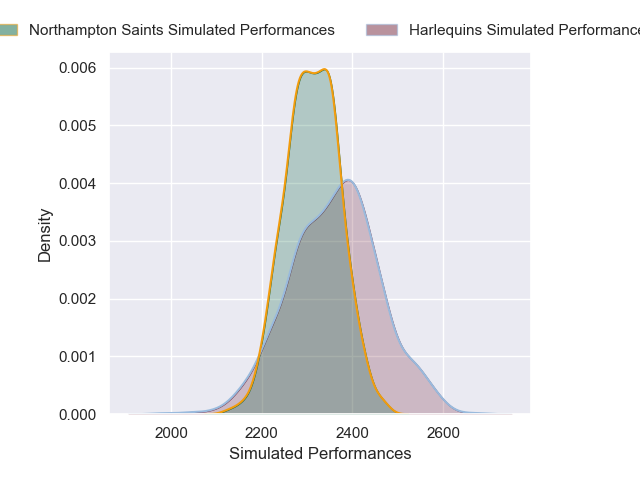 Northampton Saints Simulated Performances
Harlequins Simulated Performance
0.006
0.005
0.004
0.003
0.002
0.001
0.000
Density
2000
2200
2400
2600
Simulated Performances